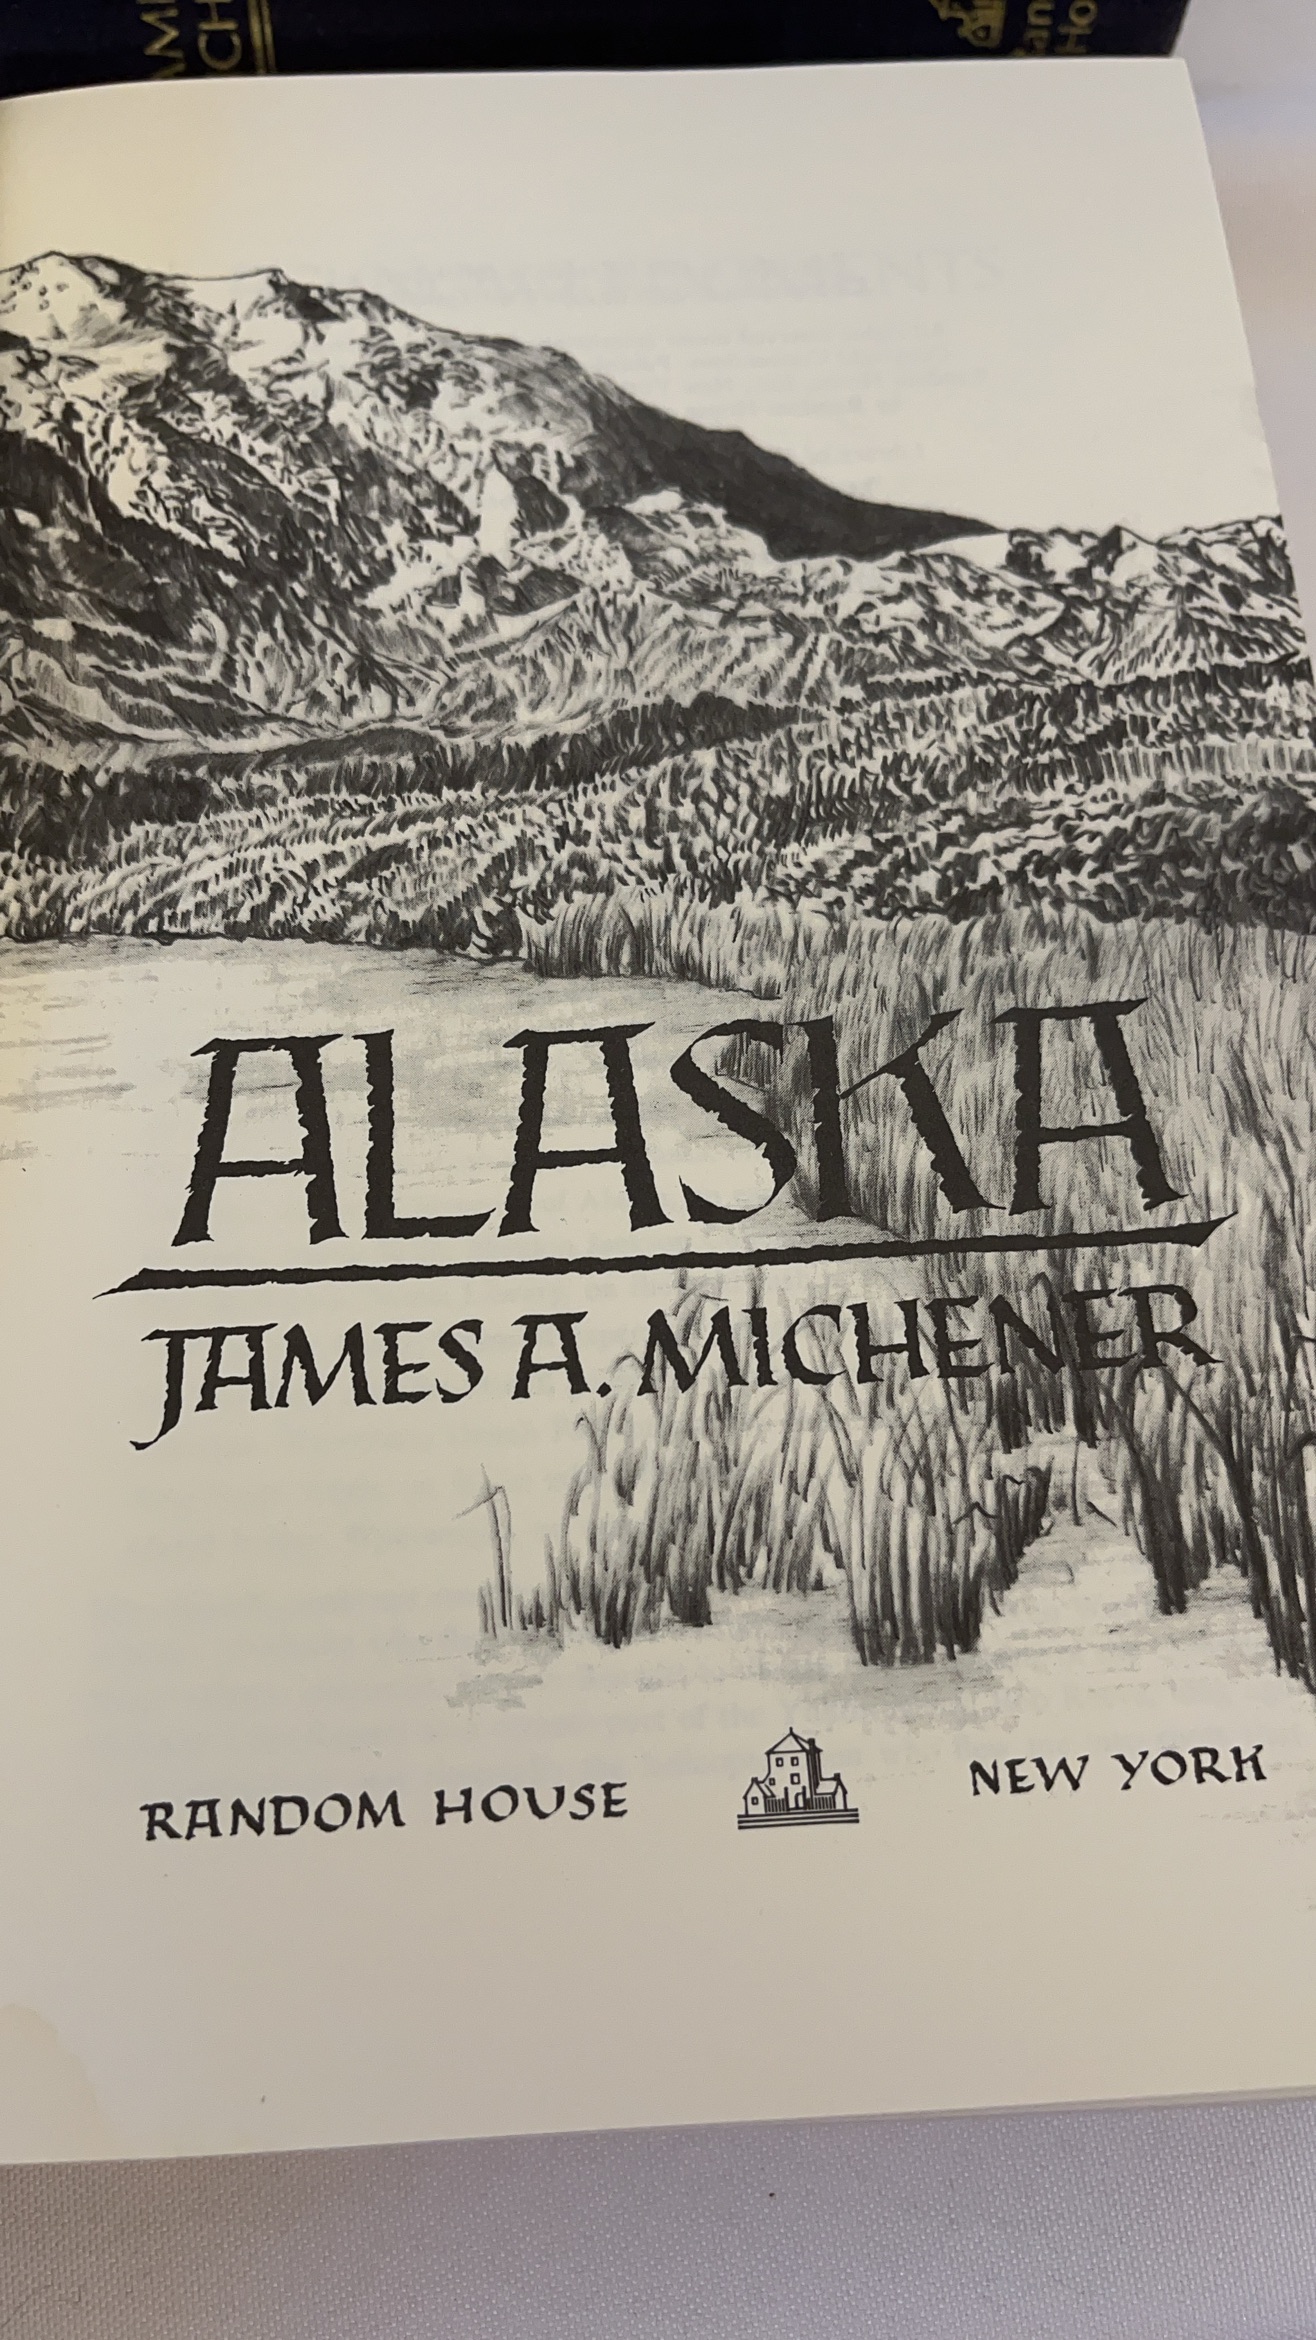 ALASKA
JAMES A. MICHENER
RANDOM HOUSE NEW YORK